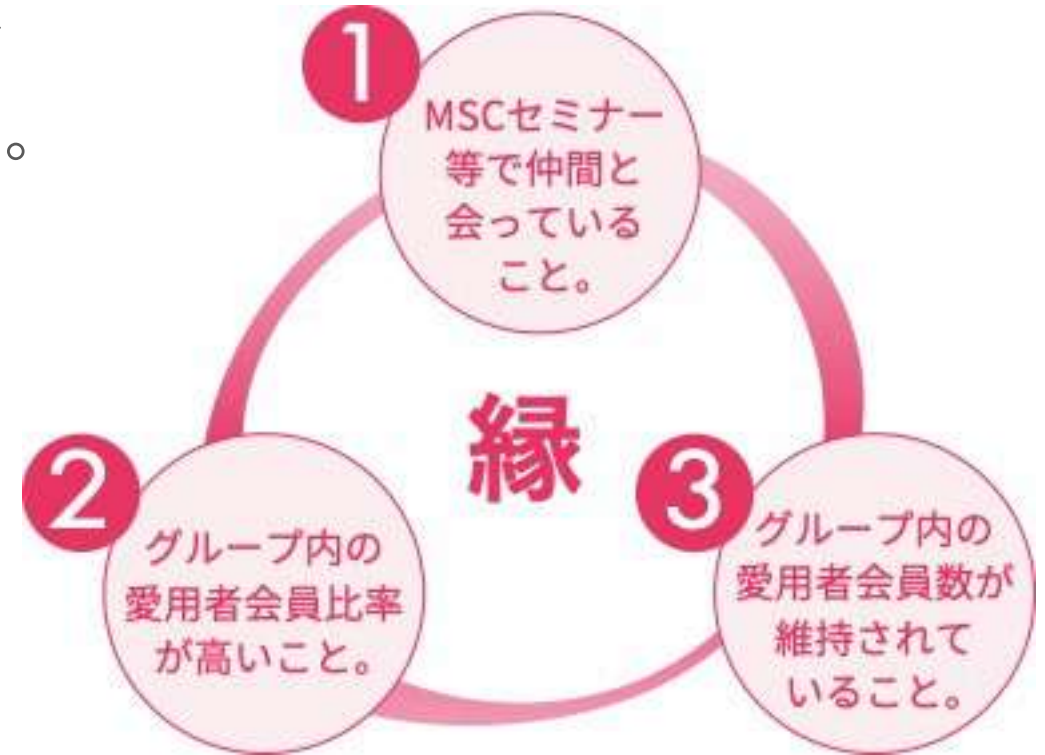 1
MSCセミナー
等で仲間と
会っている
こと。
縁
2
グループ内の
愛用者会員比率
が高いこと。
3
グループ内の
愛用者会員数が
維持されて
いること。
。